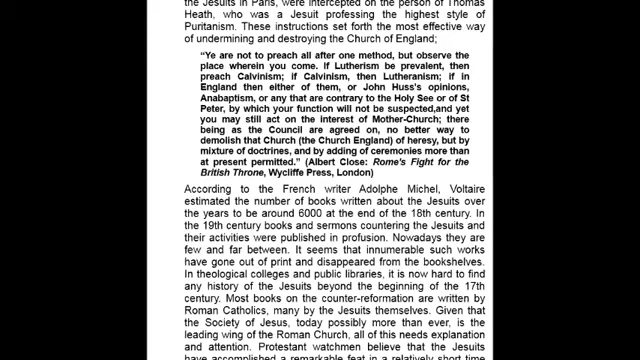 the Jesuits in Paris, were intercepted on the person of Thomas
Heath, who was a Jesuit professing the highest style of
Puritanism. These instructions set forth the most effective way
of undermining and destroying the Church of England;
“Ye are not to preach all after one method, but observe the
place wherein you come. If Lutherism be prevalent, then
preach Calvinism; if Calvinism, then Lutheranism; if in
England then either of them, or John Huss's opinions,
Anabaptism, or any that are contrary to the Holy See or of St
Peter, by which your function will not be suspected,and yet
you may still act on the interest of Mother-Church; there
being as the Council are agreed on, no better way to
demolish that Church (the Church England) of heresy, but by
mixture of doctrines, and by adding of ceremonies more than
at present permitted.” (Albert Close: Rome's Fight for the
British Throne, Wycliffe Press, London)
According to the French writer Adolphe Michel, Voltaire
estimated the number of books written about the Jesuits over
the years to be around 6000 at the end of the 18th century. In
the 19th century books and sermons countering the Jesuits and
their activities were published in profusion. Nowadays they are
few and far between. It seems that innumerable such works
have gone out of print and disappeared from the bookshelves.
In theological colleges and public libraries, it is now hard to find
any history of the Jesuits beyond the beginning of the 17th
century. Most books on the counter-reformation are written by
Roman Catholics, many by the Jesuits themselves. Given that
the Society of Jesus, today possibly more than ever, is the
leading wing of the Roman Church, all of this needs explanation
and attention. Protestant watchmen believe that the Jesuits
have accomplished a remarkable feat in a relatively short time